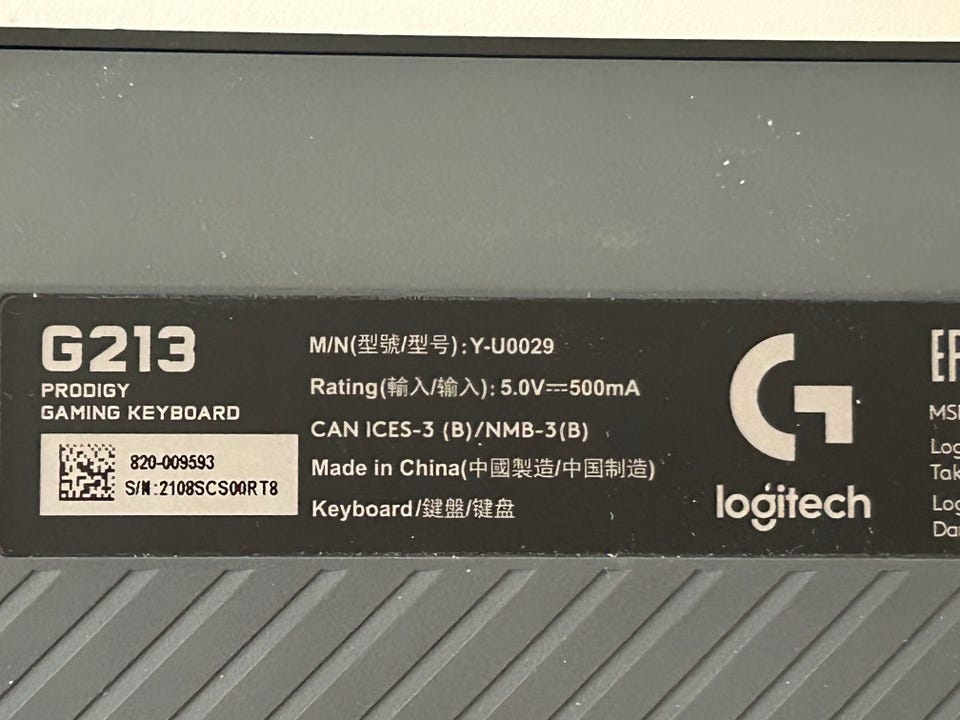 G213
PRODIGY
GAMING KEYBOARD
820-009593
S/N:2108SCS00RT8
M/N(型號/型号):Y-U0029
Rating(輸入/输入): 5.0V⎓500mA
CAN ICES-3 (B)/NMB-3(B)
Made in China(中國製造/中国制造)
Keyboard/鍵盤/键盘
logitech